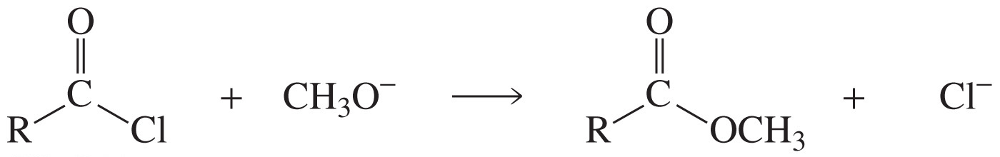 O O
C + CH₃O⁻ ⟶ C + Cl⁻
R Cl R OCH₃